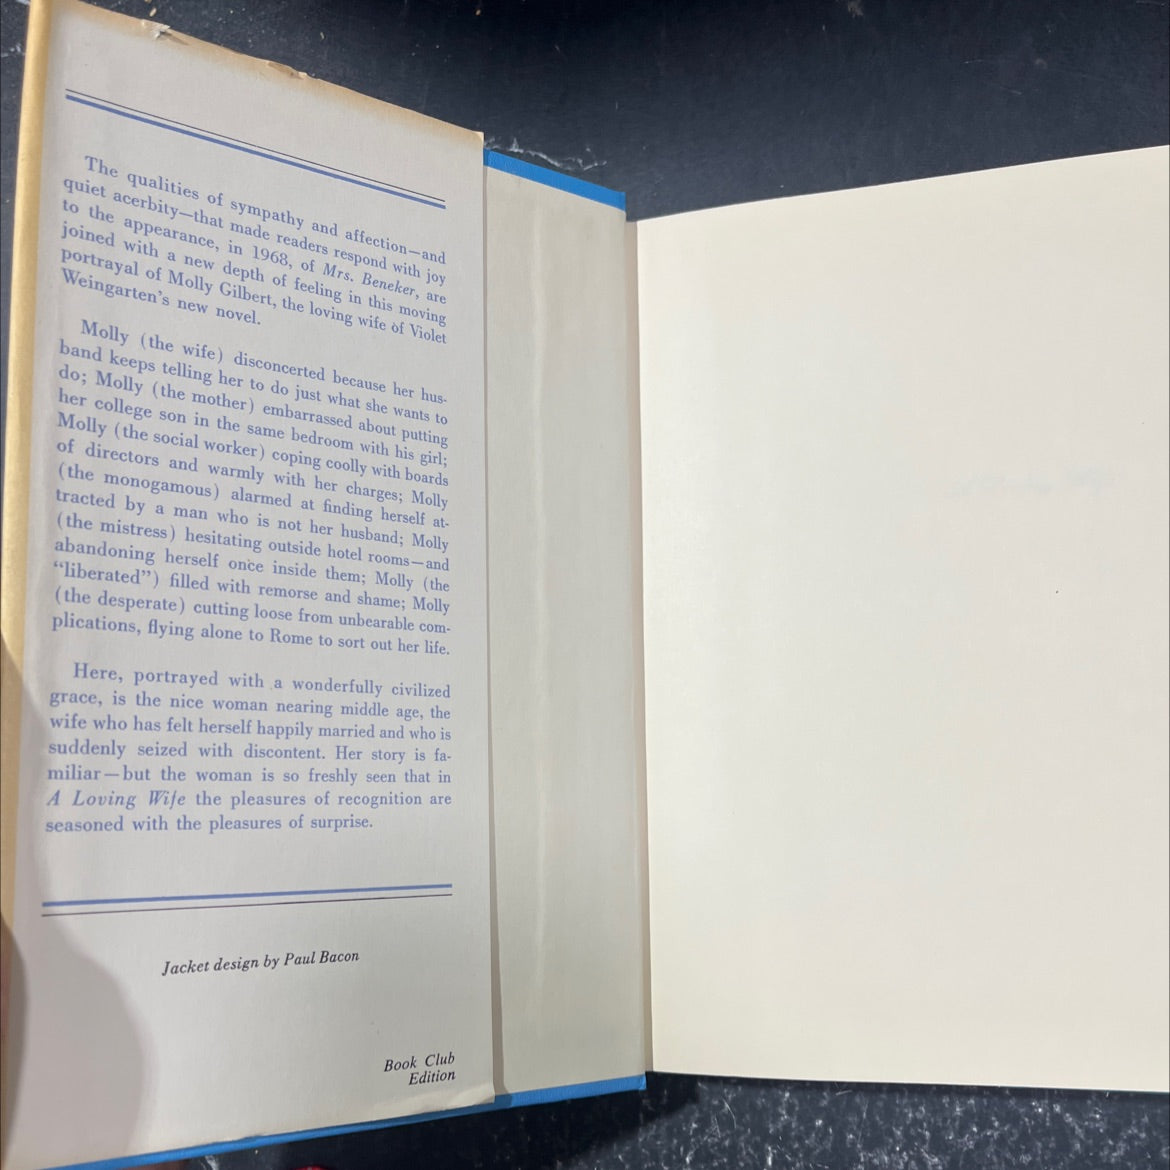 The qualities of sympathy and affection—and
quiet acerbity—that made readers respond with joy
to the appearance, in 1968, of Mrs. Beneker, are
joined with a new depth of feeling in this moving
portrayal of Molly Gilbert, the loving wife of Violet
Weingarten's new novel.
Molly (the wife) disconcerted because her hus-
band keeps telling her to do just what she wants to
do; Molly (the mother) embarrassed about putting
her college son in the same bedroom with his girl;
Molly (the social worker) coping coolly with boards
of directors and warmly with her charges; Molly
(the monogamous) alarmed at finding herself at-
tracted by a man who is not her husband; Molly
(the mistress) hesitating outside hotel rooms—and
abandoning herself once inside them; Molly (the
“liberated”) filled with remorse and shame; Molly
(the desperate) cutting loose from unbearable com-
plications, flying alone to Rome to sort out her life.
Here, portrayed with a wonderfully civilized
grace, is the nice woman nearing middle age, the
wife who has felt herself happily married and who is
suddenly seized with discontent. Her story is fa-
miliar—but the woman is so freshly seen that in
A Loving Wife the pleasures of recognition are
seasoned with the pleasures of surprise.
Jacket design by Paul Bacon
Book Club
Edition